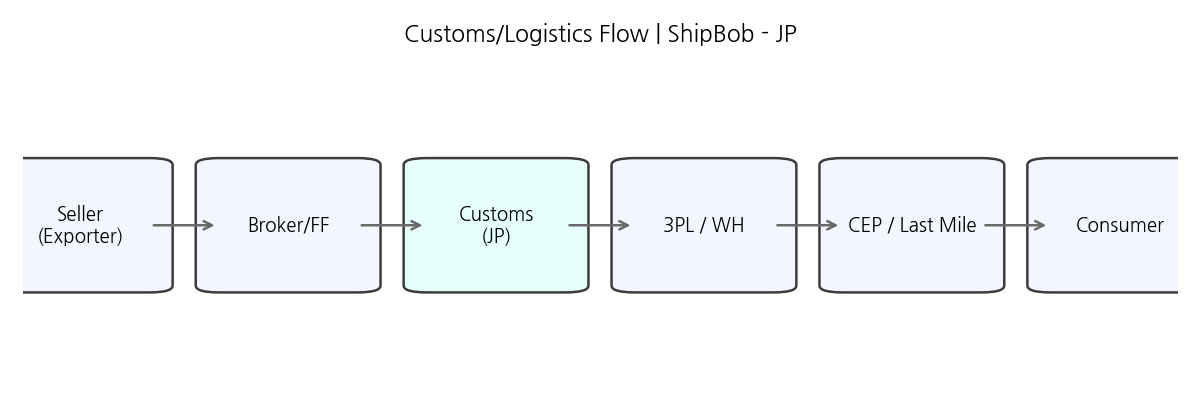 Customs/Logistics Flow | ShipBob - JP
Seller
(Exporter)
Broker/FF
Customs
(JP)
3PL / WH
CEP / Last Mile
Consumer